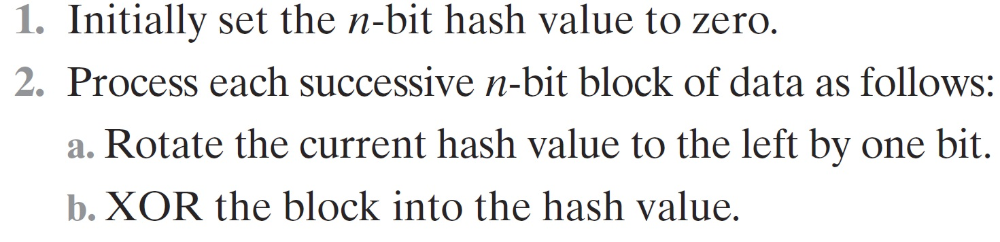 1. Initially set the n-bit hash value to zero.
2. Process each successive n-bit block of data as follows:
a. Rotate the current hash value to the left by one bit.
b. XOR the block into the hash value.